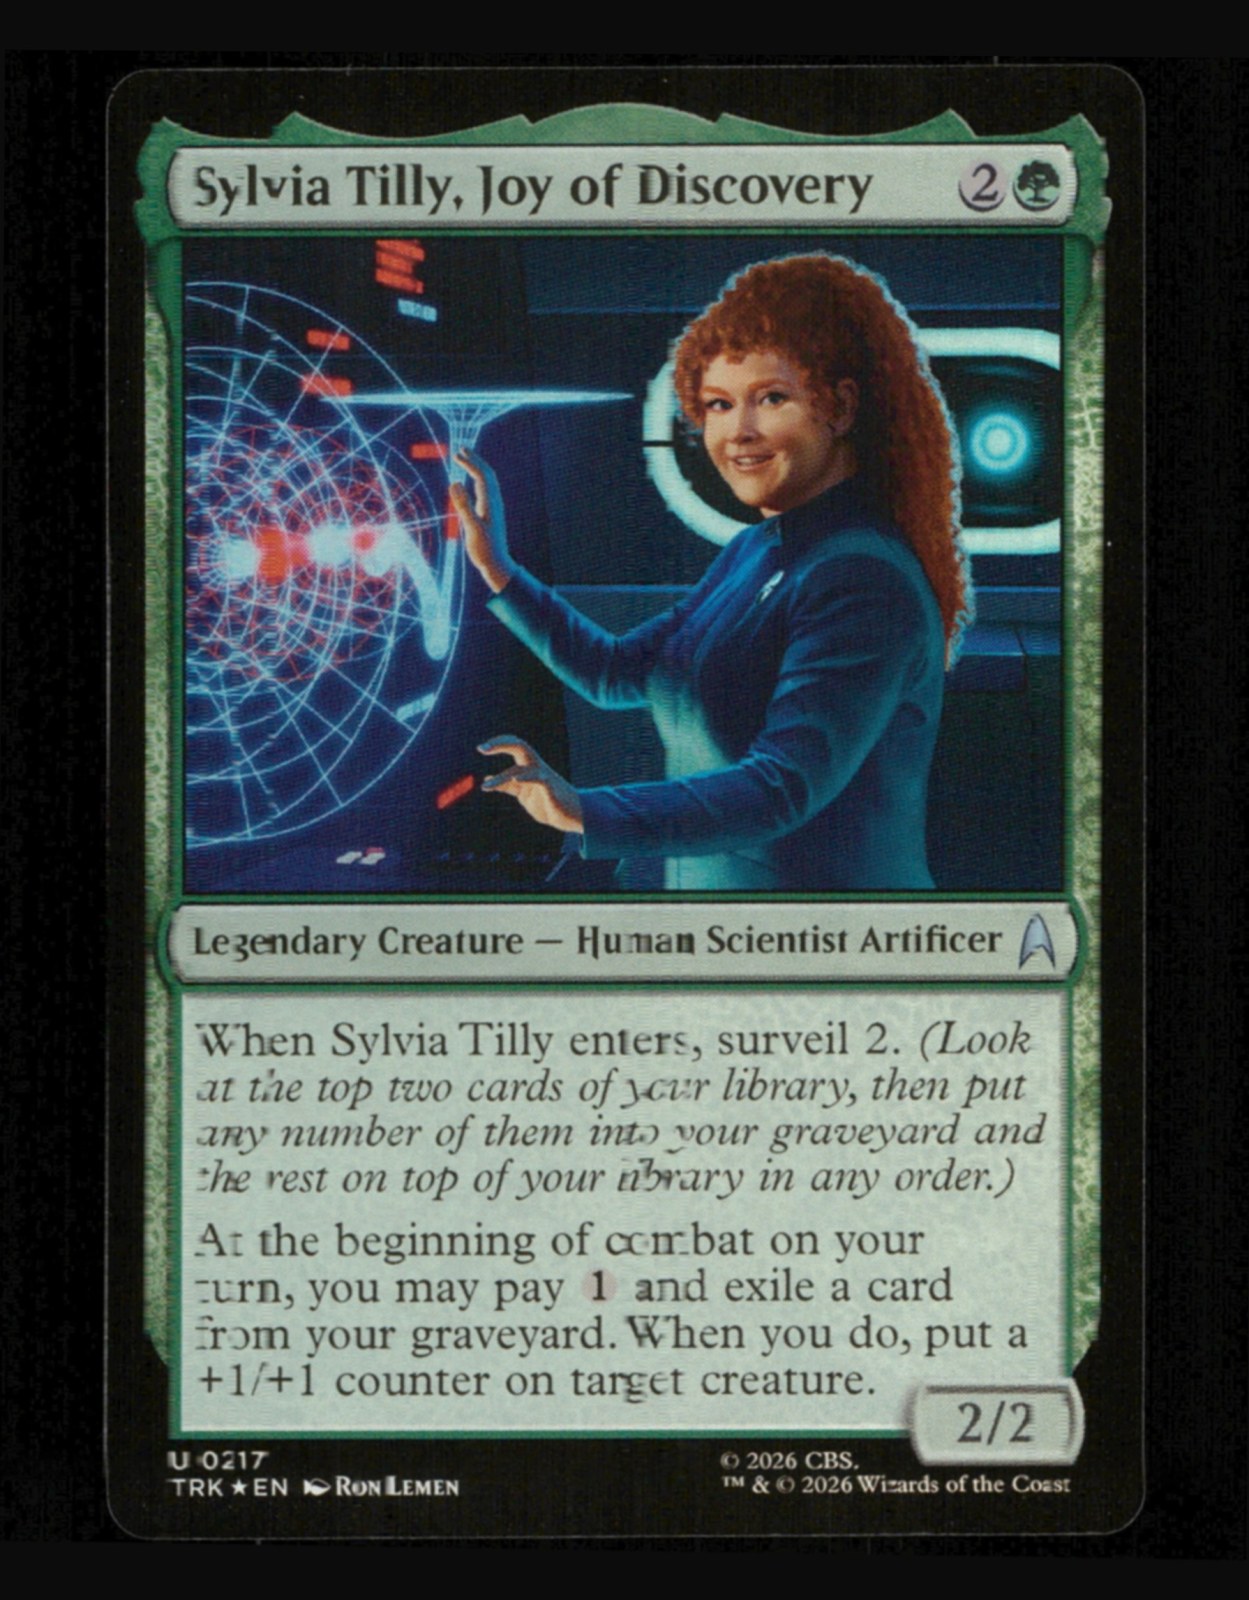 Sylvia Tilly, Joy of Discovery 2
Legendary Creature — Human Scientist Artificer
When Sylvia Tilly enters, surveil 2. (Look
at the top two cards of your library, then put
any number of them into your graveyard and
the rest on top of your library in any order.)
At the beginning of combat on your
turn, you may pay 1 and exile a card
from your graveyard. When you do, put a
+1/+1 counter on target creature.
2/2
U 0217
TRK ★ EN Ron Lemen
© 2026 CBS.
™ & © 2026 Wizards of the Coast